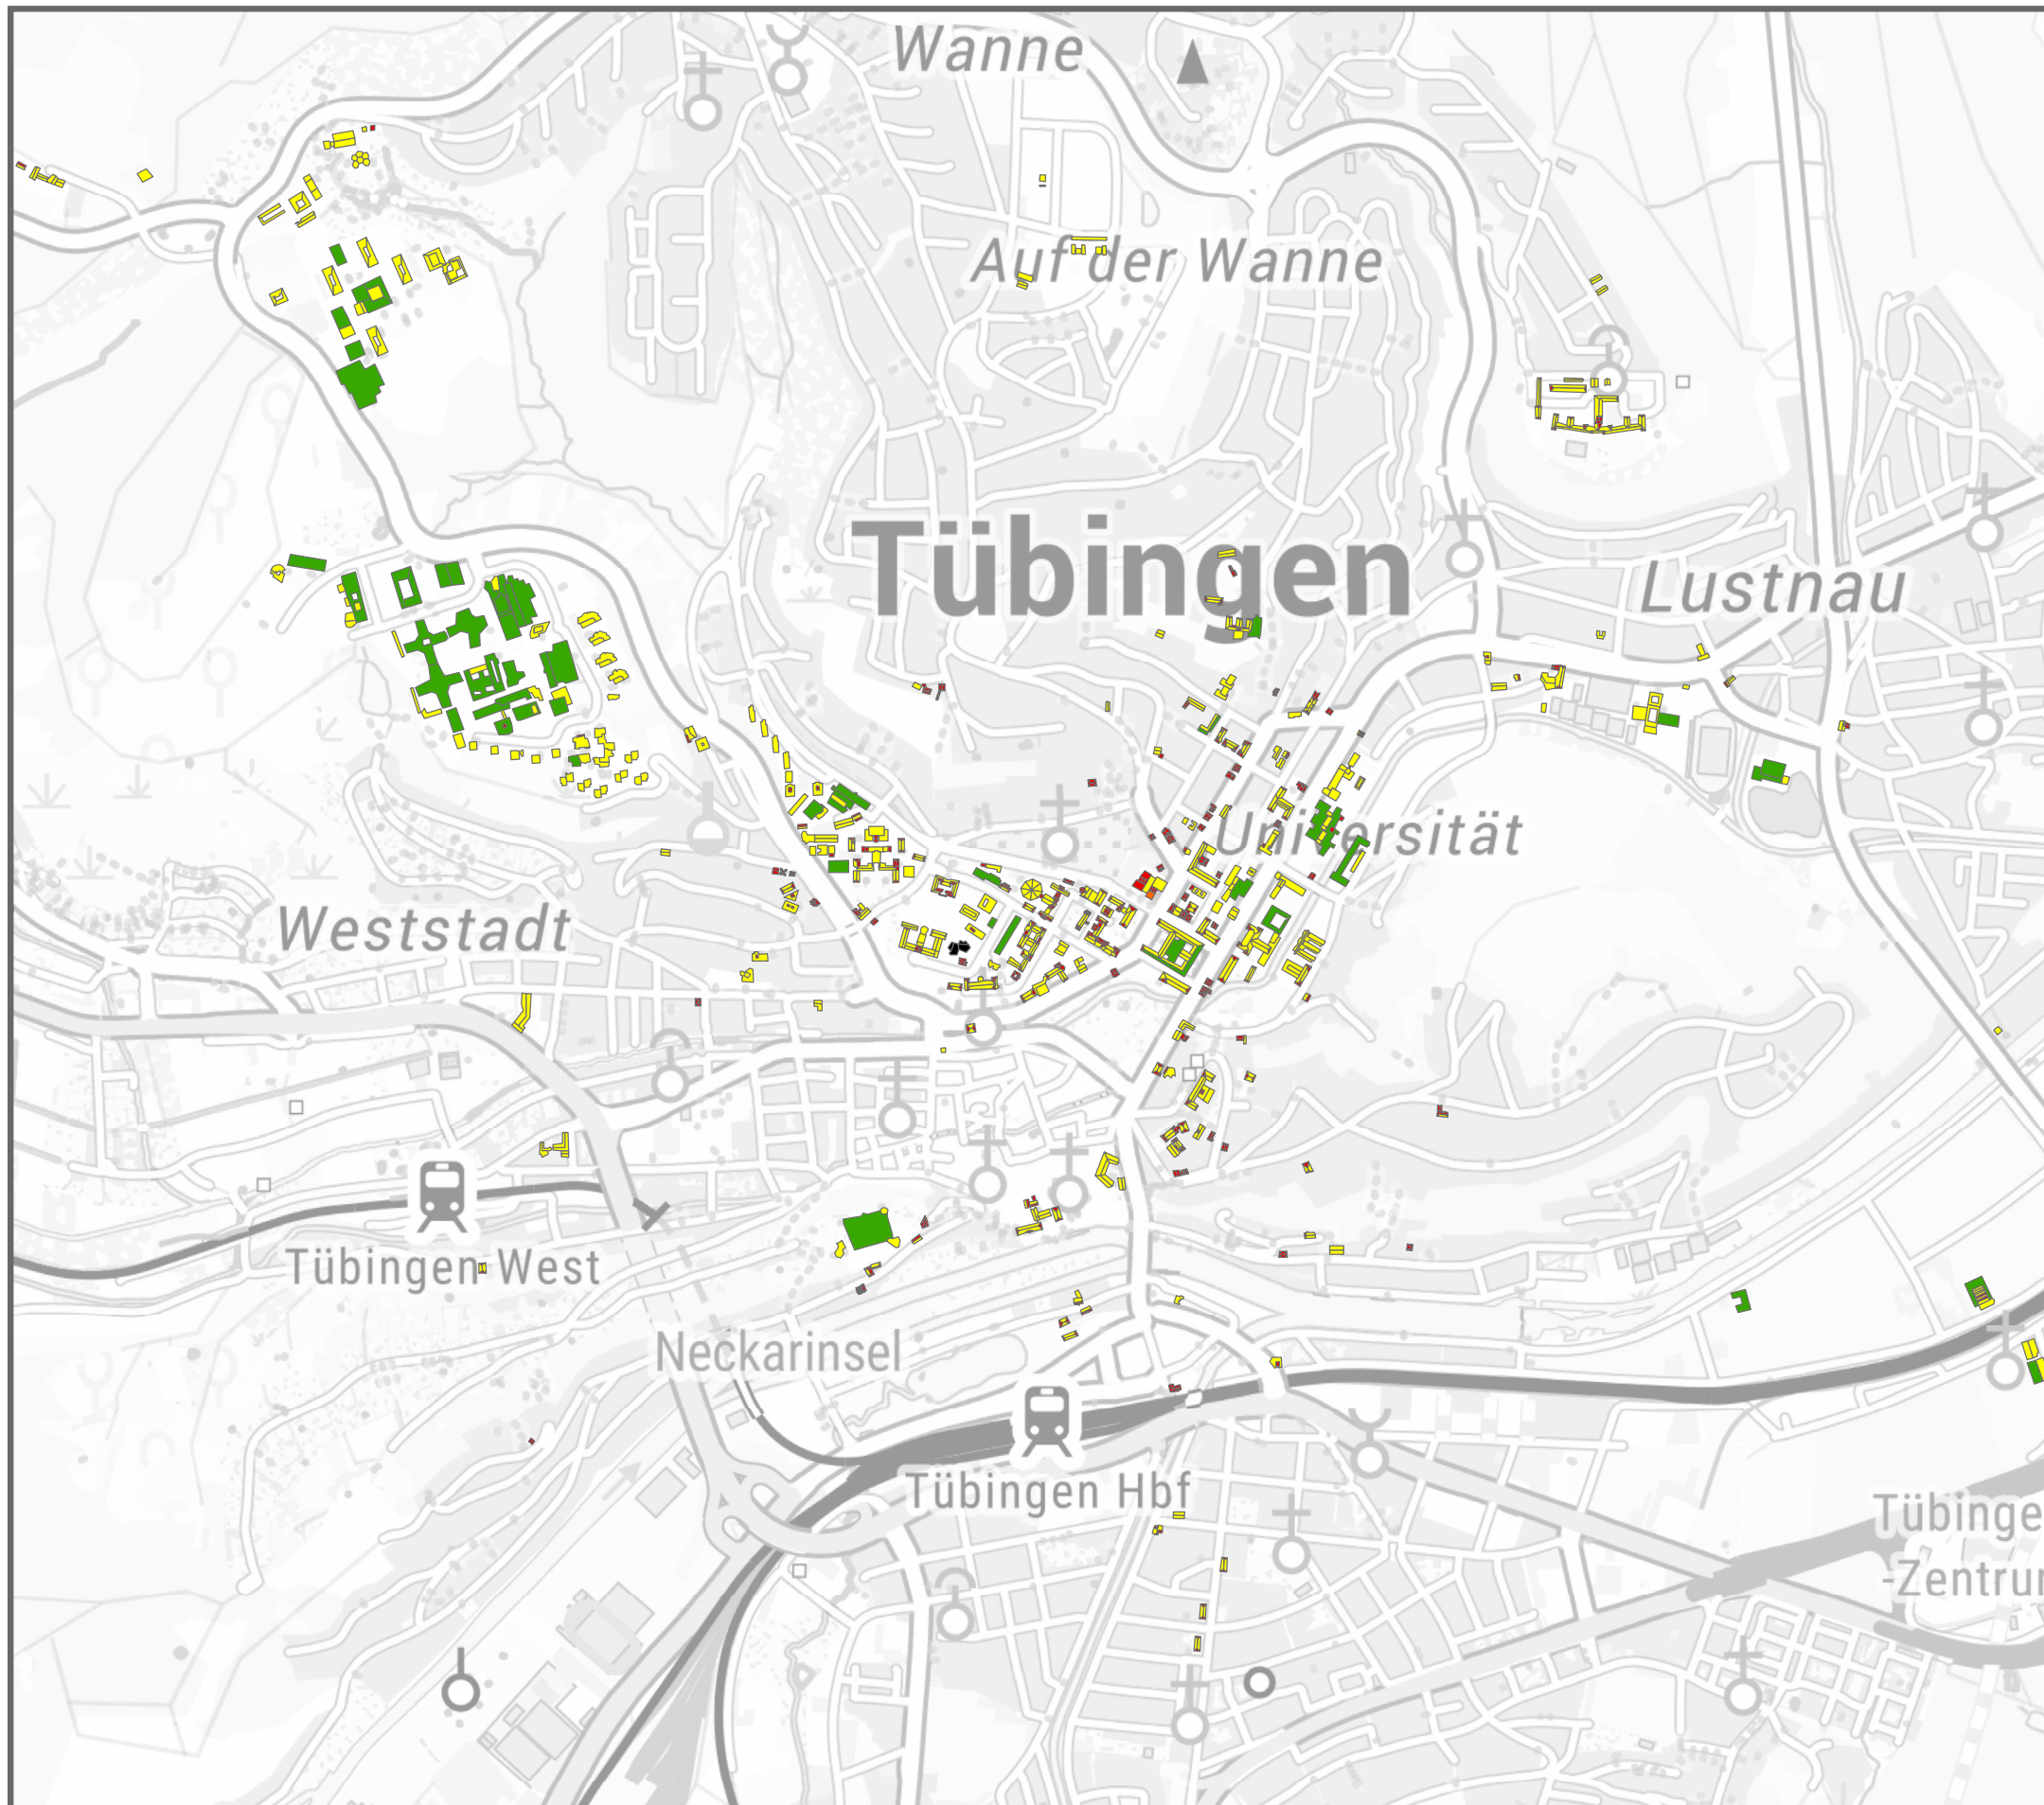 Wanne
Auf der Wanne
Tübingen
Lustnau
Universität
Weststadt
Tübingen West
Neckarinsel
Tübingen Hbf
Tübinge
-Zentru